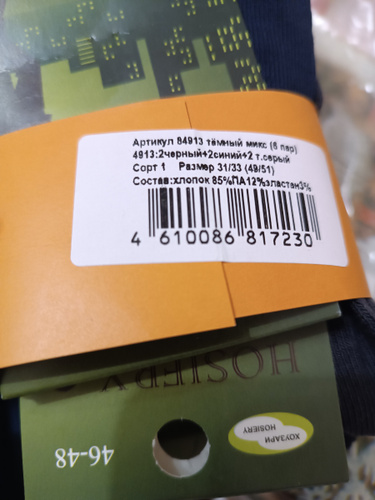 Артикул 84913 тёмный микс (6 пар)
4913:2черный+2синий+2 т.серый
Сорт 1 Размер 31/33 (49/51)
Состав:хлопок 85%ПА12%эластан3%
4 610086 817230
HOSIERY
ХОУЗАРИ
HOSIERY
46-48